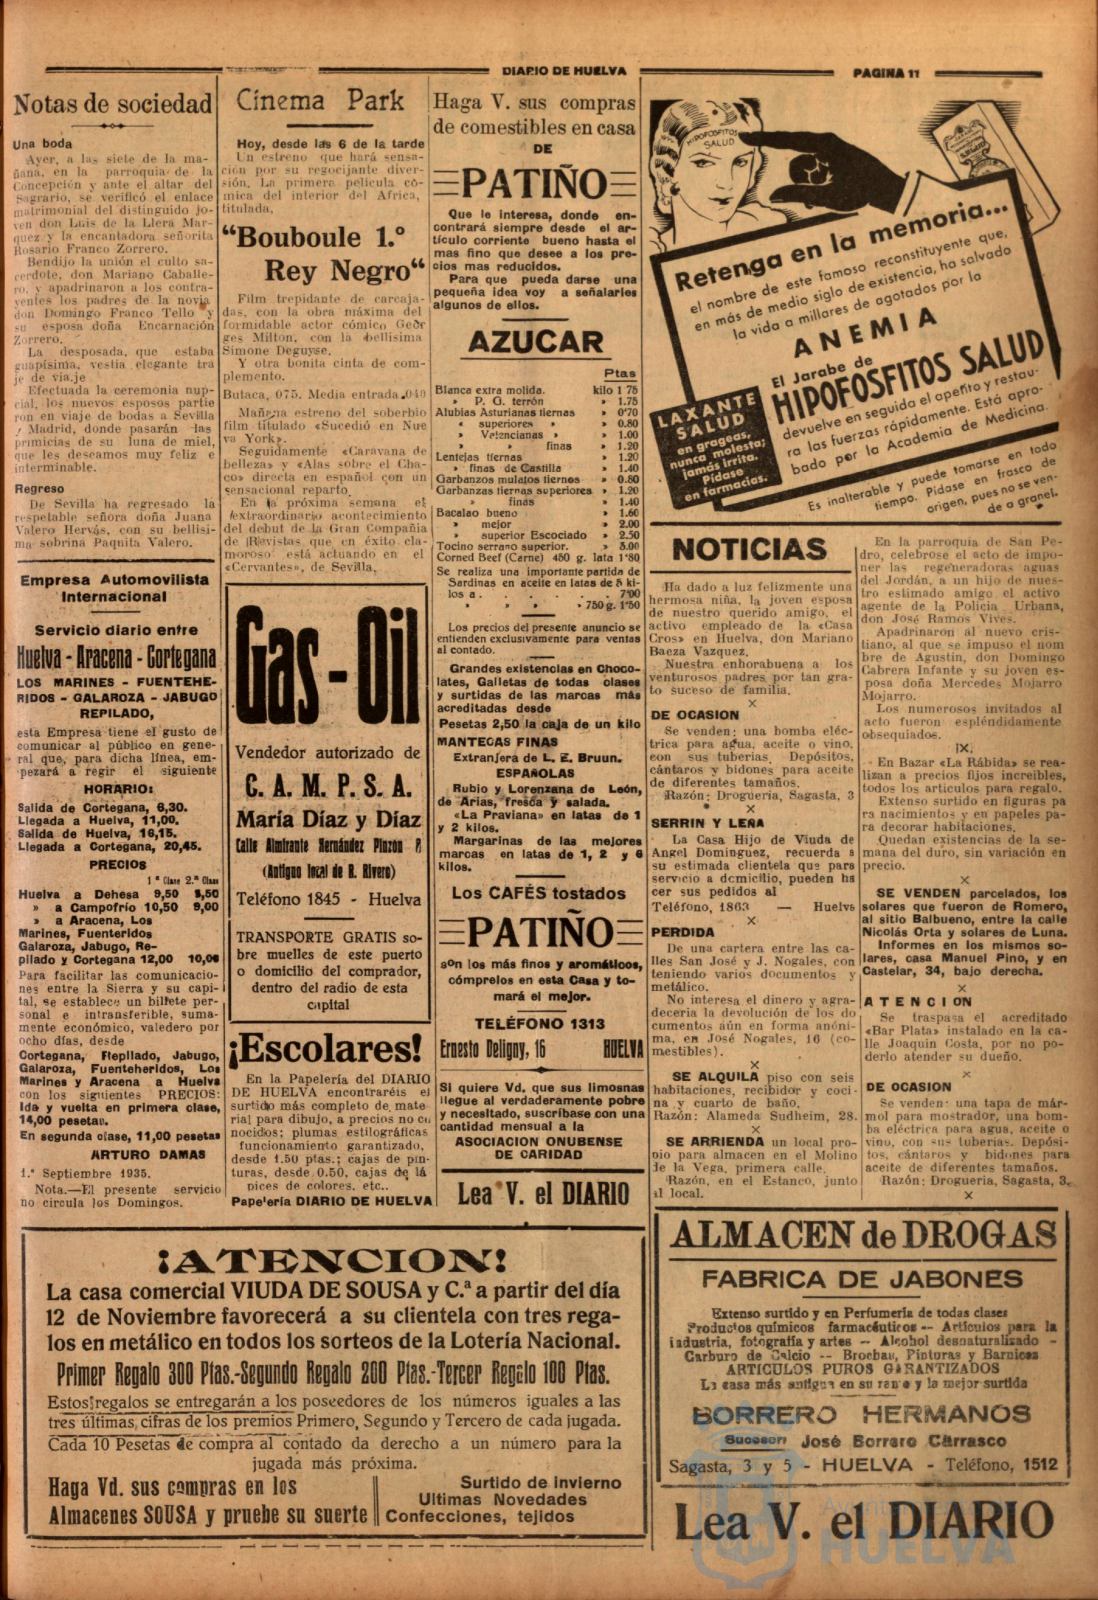 DIARIO DE HUELVA
PAGINA 11
Notas de sociedad
Una boda
Ayer, a las siete de la ma-
ñana, en la parroquia de la
Concepción y ante el altar del
Sagrario, se verificó el enlace
matrimonial del distinguido jo-
ven don Luis de la Llera Mar-
quez y la encantadora señorita
Rosario Franco Zorrero.
Bendijo la unión el culto sa-
cerdote, don Mariano Caballe-
ro, y apadrinaron a los contra-
yentes los padres de la novia
don Domingo Franco Tello y
su esposa doña Encarnación
Zorrero.
La desposada, que estaba
guapísima, vestía elegante tra
je de viaje
Efectuada la ceremonia nup-
cial, los nuevos esposos partie
ron en viaje de bodas a Sevilla
y Madrid, donde pasarán las
primicias de su luna de miel,
que les deseamos muy feliz e
interminable.
Regreso
De Sevilla ha regresado la
respetable señora doña Juana
Valero Hervás, con su bellísi-
ma sobrina Paquita Valero.
Empresa Automovilista
Internacional
Servicio diario entre
Huelva - Aracena - Cortegana
LOS MARINES - FUENTEHE-
RIDOS - GALAROZA - JABUGO
REPILADO,
esta Empresa tiene el gusto de
comunicar al público en gene-
ral que, para dicha línea, em-
pezará a regir el siguiente
HORARIO:
Salida de Cortegana, 6,30.
Llegada a Huelva, 11,00.
Salida de Huelva, 16,15.
Llegada a Cortegana, 20,45.
PRECIOS
1.ª Clase 2.ª Clase
Huelva a Dehesa 9,50 8,50
» a Campofrío 10,50 9,00
» a Aracena, Los
Marines, Fuenteridos
Galaroza, Jabugo, Re-
pilado y Cortegana 12,00 10,00
Para facilitar las comunicacio-
nes entre la Sierra y su capi-
tal, se establece un billete per-
sonal e intransferible, suma-
mente económico, valedero por
ocho días, desde
Cortegana, Repilado, Jabugo,
Galaroza, Fuenteheridos, Los
Marines y Aracena a Huelva
con los siguientes PRECIOS:
Ida y vuelta en primera clase,
14,00 pesetas.
En segunda clase, 11,00 pesetas
ARTURO DAMAS
1.º Septiembre 1935.
Nota.—El presente servicio
no circula los Domingos.
Cinema Park
Hoy, desde las 6 de la tarde
Un estreno que hará sensa-
ción por su regocijante diver-
sión. La primera película có-
mica del interior del Africa,
titulada.
"Bouboule 1.º
Rey Negro"
Film trepidante de carcaja-
das, con la obra máxima del
formidable actor cómico Geor
ges Milton, con la bellísima
Simone Deguyse.
Y otra bonita cinta de com-
plemento.
Butaca, 075. Media entrada 040
Mañana estreno del soberbio
film titulado «Sucedió en Nue
va York».
Seguidamente «Caravana de
belleza» y «Alas sobre el Cha-
co» directa en español con un
sensacional reparto.
En la próxima semana el
extraordinario acontecimiento
del debut de la Gran Compañía
de Revistas que en éxito cla-
moroso está actuando en el
«Cervantes», de Sevilla.
Gas-Oil
Vendedor autorizado de
C. A. M. P. S. A.
María Díaz y Díaz
Calle Almirante Hernández Pinzón
(Antiguo local de R. Rivero)
Teléfono 1845 - Huelva
TRANSPORTE GRATIS so-
bre muelles de este puerto
o domicilio del comprador,
dentro del radio de esta
capital
¡Escolares!
En la Papelería del DIARIO
DE HUELVA encontraréis el
surtido más completo de mate
rial para dibujo, a precios no cu
nocidos; plumas estilográficas
funcionamiento garantizado,
desde 1.50 ptas.; cajas de pin-
turas, desde 0.50, cajas de lá
pices de colores, etc..
Papelería DIARIO DE HUELVA
Haga V. sus compras
de comestibles en casa
DE
PATIÑO
Que le interesa, donde en-
contrará siempre desde el ar-
tículo corriente bueno hasta el
mas fino que desee a los pre-
cios mas reducidos.
Para que pueda darse una
pequeña idea voy a señalarles
algunos de ellos.
AZUCAR
Ptas
Blanca extra molida. kilo 1 75
» P. G. terrón » 1.75
Alubias Asturianas tiernas » 0'70
« superiores » » 0.80
» Velencianas » » 1.00
» » finas » 1.20
Lentejas tiernas » 1.20
» finas de Castilla » 1.40
Garbanzos mulatos tiernos » 0.80
Garbanzas tiernas superiores » 1.20
» finas » 1.40
Bacalao bueno » 1.60
» mejor » 2.00
» superior Escociado » 2.50
Tocino serrano superior. » 3.00
Corned Beef (Carne) 450 g. lata 1'80
Se realiza una importante partida de
Sardinas en aceite en latas de 5 ki-
los a . . . . . . 7'00
» » » » 750 g. 1'50
Los precios del presente anuncio se
entienden exclusivamente para ventas
al contado.
Grandes existencias en Choco-
lates, Galletas de todas clases
y surtidas de las marcas más
acreditadas desde
Pesetas 2,50 la caja de un kilo
MANTECAS FINAS
Extranjera de L. E. Bruun.
ESPAÑOLAS
Rubio y Lorenzana de León,
de Arias, fresca y salada.
«La Praviana» en latas de 1
y 2 kilos.
Margarinas de las mejores
marcas en latas de 1, 2 y 6
kilos.
Los CAFÉS tostados
PATIÑO
son los más finos y aromáticos,
cómprelos en esta Casa y to-
mará el mejor.
TELÉFONO 1313
Ernesto Deligny, 16 HUELVA
Si quiere Vd. que sus limosnas
llegue al verdaderamente pobre
y necesitado, suscríbase con una
cantidad mensual a la
ASOCIACION ONUBENSE
DE CARIDAD
Lea V. el DIARIO
HIPOFOSFITOS
SALUD
Retenga en la memoria...
el nombre de este famoso reconstituyente que,
en más de medio siglo de existencia, ha salvado
la vida a millares de agotados por la
ANEMIA
El Jarabe de
HIPOFOSFITOS SALUD
devuelve en seguida el apetito y restau-
ra las fuerzas rápidamente. Está apro-
bado por la Academia de Medicina.
LAXANTE
SALUD
en grageas,
nunca molesta;
jamás irrita.
Pídase
en farmacias.
Es inalterable y puede tomarse en todo
tiempo. Pídase en frasco de
origen, pues no se ven-
de a granel.
NOTICIAS
Ha dado a luz felizmente una
hermosa niña, la joven esposa
de nuestro querido amigo, el
activo empleado de la «Casa
Cros» en Huelva, don Mariano
Baeza Vazquez.
Nuestra enhorabuena a los
venturosos padres por tan gra-
to suceso de familia.
×
DE OCASION
Se venden: una bomba eléc-
trica para agua, aceite o vino,
con sus tuberías. Depósitos,
cántaros y bidones para aceite
de diferentes tamaños.
Razón: Droguería, Sagasta, 3
×
SERRIN Y LEÑA
La Casa Hijo de Viuda de
Angel Dominguez, recuerda a
su estimada clientela que para
servicio a domicilio, pueden ha
cer sus pedidos al
Teléfono, 1863 — Huelva
×
PERDIDA
De una cartera entre las ca-
lles San José y J. Nogales, con-
teniendo varios documentos y
metálico.
No interesa el dinero y agra-
decería la devolución de los do
cumentos aún en forma anóni-
ma, en José Nogales, 16 (co-
mestibles).
×
SE ALQUILA piso con seis
habitaciones, recibidor y coci-
na y cuarto de baño.
Razón: Alameda Sudheim, 28.
×
SE ARRIENDA un local pro-
pio para almacen en el Molino
de la Vega, primera calle.
Razón, en el Estanco, junto
al local.
En la parroquia de San Pe-
dro, celebrose el acto de impo-
ner las regeneradoras aguas
del Jordán, a un hijo de nues-
tro estimado amigo el activo
agente de la Policía Urbana,
don José Ramos Vives.
Apadrinaron al nuevo cris-
tiano, al que se impuso el nom
bre de Agustín, don Domingo
Cabrera Infante y su joven es-
posa doña Mercedes Mojarro
Mojarro.
Los numerosos invitados al
acto fueron espléndidamente
obsequiados.
×
En Bazar «La Rábida» se rea-
lizan a precios fijos increibles,
todos los artículos para regalo.
Extenso surtido en figuras pa
ra nacimientos y en papeles pa-
ra decorar habitaciones.
Quedan existencias de la se-
mana del duro, sin variación en
precio.
×
SE VENDEN parcelados, los
solares que fueron de Romero,
al sitio Balbueno, entre la calle
Nicolás Orta y solares de Luna.
Informes en los mismos so-
lares, casa Manuel Pino, y en
Castelar, 34, bajo derecha.
×
ATENCION
Se traspasa el acreditado
«Bar Plata» instalado en la ca-
lle Joaquín Costa, por no po-
derlo atender su dueño.
×
DE OCASION
Se venden: una tapa de már-
mol para mostrador, una bom-
ba eléctrica para agua, aceite o
vino, con sus tuberías. Depósi-
tos, cántaros y bidones para
aceite de diferentes tamaños.
Razón: Droguería, Sagasta, 3.
×
¡ATENCION!
La casa comercial VIUDA DE SOUSA y C.ª a partir del día
12 de Noviembre favorecerá a su clientela con tres rega-
los en metálico en todos los sorteos de la Lotería Nacional.
Primer Regalo 300 Ptas.-Segundo Regalo 200 Ptas.-Tercer Regalo 100 Ptas.
Estos regalos se entregarán a los poseedores de los números iguales a las
tres últimas cifras de los premios Primero, Segundo y Tercero de cada jugada.
Cada 10 Pesetas de compra al contado da derecho a un número para la
jugada más próxima.
Haga Vd. sus compras en los
Almacenes SOUSA y pruebe su suerte
Surtido de invierno
Ultimas Novedades
Confecciones, tejidos
ALMACEN de DROGAS
FABRICA DE JABONES
Extenso surtido y en Perfumería de todas clases
Productos químicos farmacéuticos -- Artículos para la
industria, fotografía y artes -- Alcohol desnaturalizado -
Carburo de Calcio -- Brochas, Pinturas y Barnices
ARTICULOS PUROS GARANTIZADOS
La casa más antigua en su ramo y la mejor surtida
BORRERO HERMANOS
Sucesor: José Borrero Carrasco
Sagasta, 3 y 5 - HUELVA - Teléfono, 1512
Lea V. el DIARIO
Ayuntamiento
HUELVA